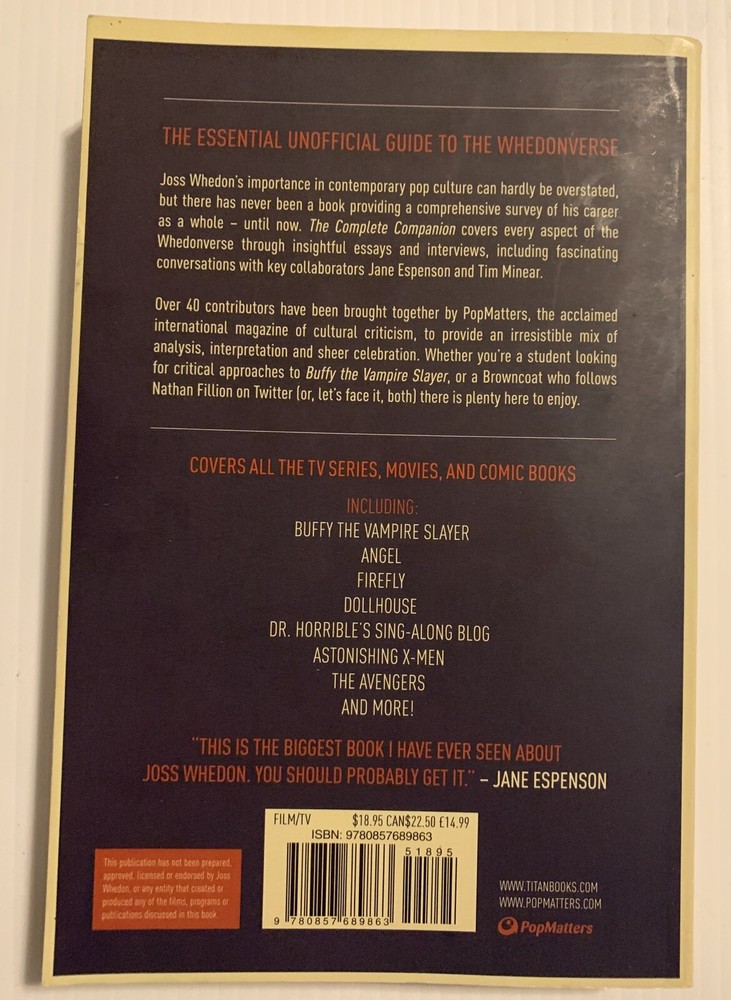 THE ESSENTIAL UNOFFICIAL GUIDE TO THE WHEDONVERSE
Joss Whedon's importance in contemporary pop culture can hardly be overstated,
but there has never been a book providing a comprehensive survey of his career
as a whole – until now. The Complete Companion covers every aspect of the
Whedonverse through insightful essays and interviews, including fascinating
conversations with key collaborators Jane Espenson and Tim Minear.
Over 40 contributors have been brought together by PopMatters, the acclaimed
international magazine of cultural criticism, to provide an irresistible mix of
analysis, interpretation and sheer celebration. Whether you're a student looking
for critical approaches to Buffy the Vampire Slayer, or a Browncoat who follows
Nathan Fillion on Twitter (or, let's face it, both) there is plenty here to enjoy.
COVERS ALL THE TV SERIES, MOVIES, AND COMIC BOOKS
INCLUDING:
BUFFY THE VAMPIRE SLAYER
ANGEL
FIREFLY
DOLLHOUSE
DR. HORRIBLE'S SING-ALONG BLOG
ASTONISHING X-MEN
THE AVENGERS
AND MORE!
"THIS IS THE BIGGEST BOOK I HAVE EVER SEEN ABOUT
JOSS WHEDON. YOU SHOULD PROBABLY GET IT." – JANE ESPENSON
FILM/TV $18.95 CAN$22.50 £14.99
ISBN: 9780857689863
51895
9 780857 689863
This publication has not been prepared,
approved, licensed or endorsed by Joss
Whedon, or any entity that created or
produced any of the films, programs or
publications discussed in this book.
WWW.TITANBOOKS.COM
WWW.POPMATTERS.COM
PopMatters